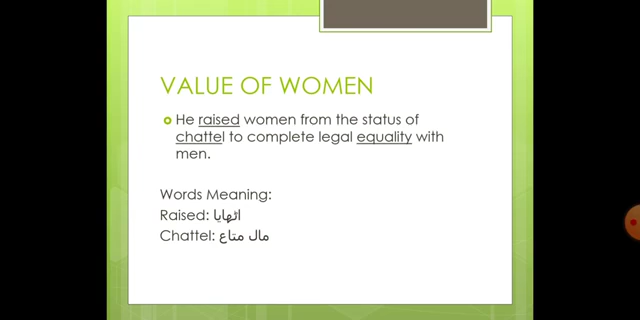 VALUE OF WOMEN
He raised women from the status of
chattel to complete legal equality with
men.
Words Meaning:
Raised: اٹھایا
Chattel: مال متاع